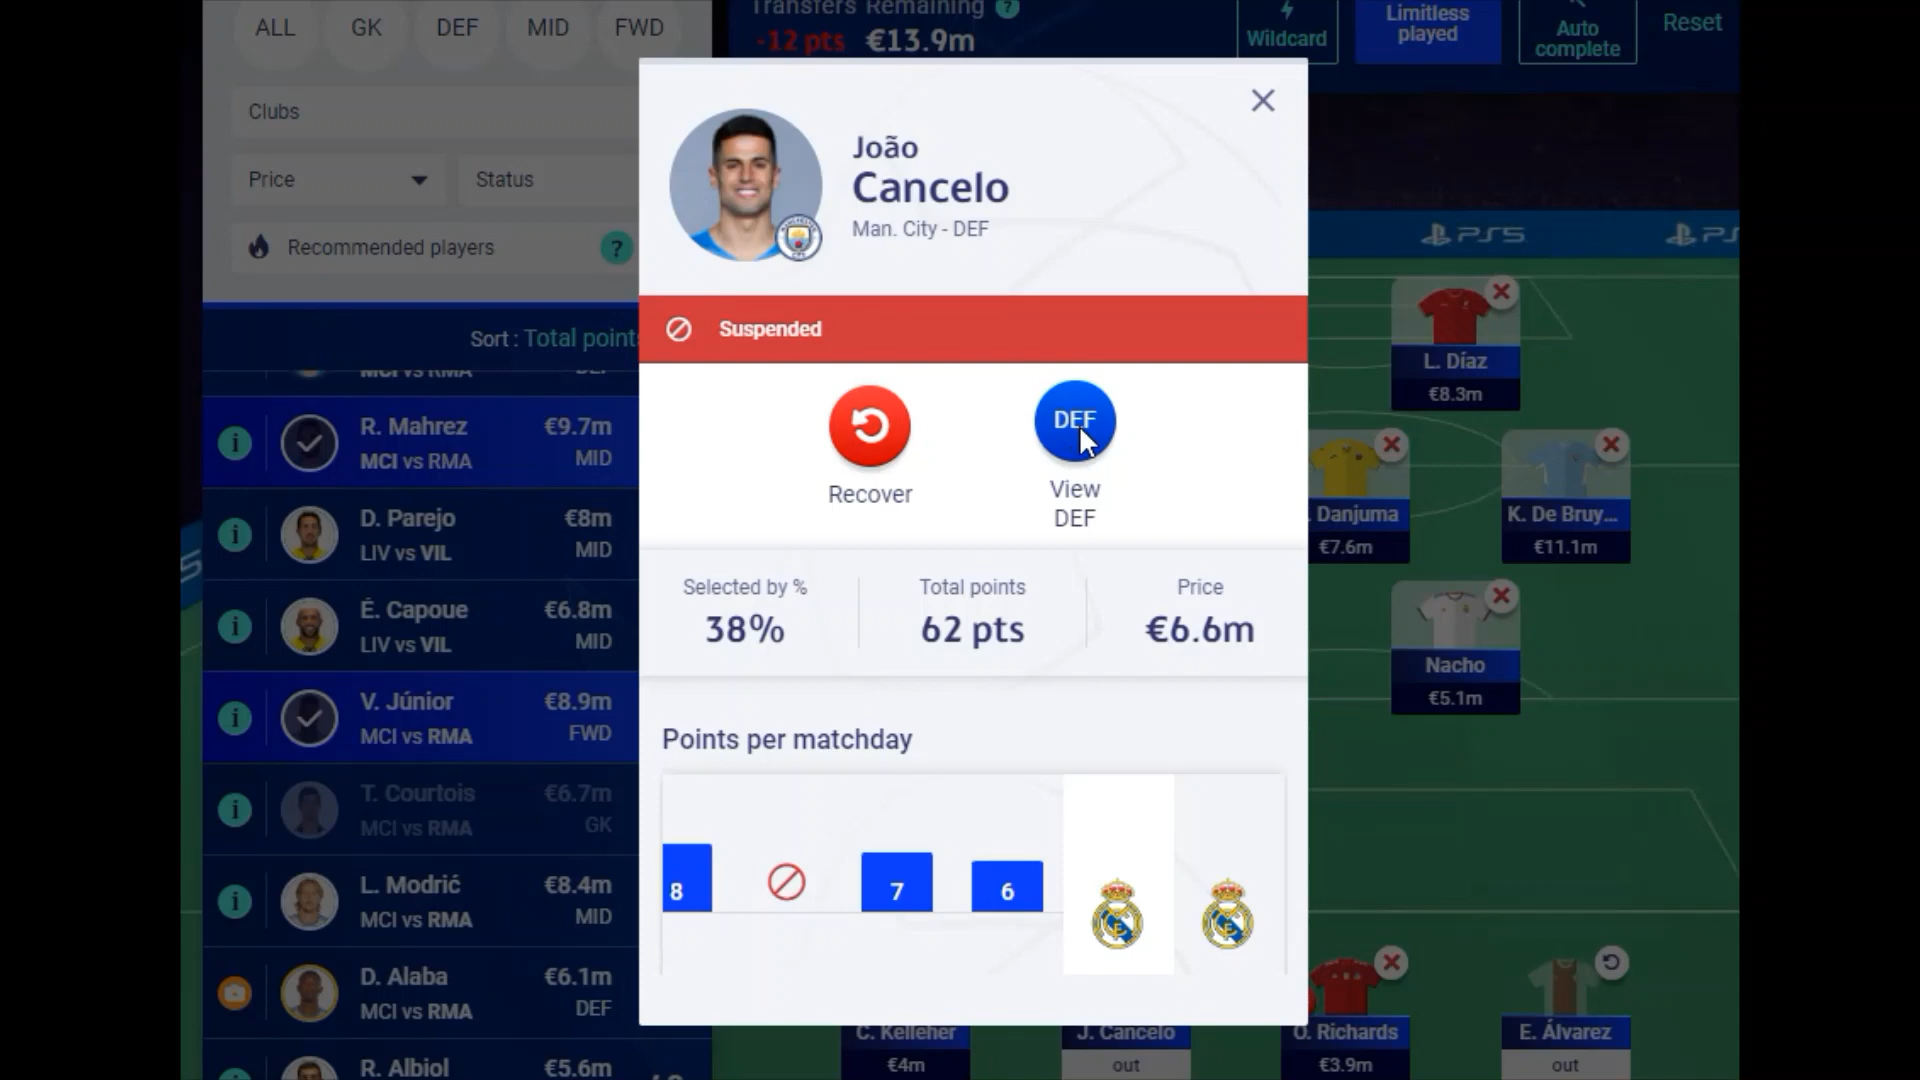 ALL GK DEF MID FWD
Transfers Remaining ?
-12 pts €13.9m
Wildcard
Limitless
played
Auto
complete
Reset
Clubs
Price Status
Recommended players ?
Sort : Total points
MCI vs RMA DEF
R. Mahrez €9.7m
MCI vs RMA MID
D. Parejo €8m
LIV vs VIL MID
É. Capoue €6.8m
LIV vs VIL MID
V. Júnior €8.9m
MCI vs RMA FWD
T. Courtois €6.7m
MCI vs RMA GK
L. Modrić €8.4m
MCI vs RMA MID
D. Alaba €6.1m
MCI vs RMA DEF
R. Albiol €5.6m
João
Cancelo
Man. City - DEF
Suspended
DEF
Recover
View
DEF
Selected by % Total points Price
38% 62 pts €6.6m
Points per matchday
8 7 6
PS5
L. Díaz
€8.3m
Danjuma
€7.6m
K. De Bruy...
€11.1m
Nacho
€5.1m
C. Kelleher
€4m
J. Cancelo
out
O. Richards
€3.9m
E. Álvarez
out